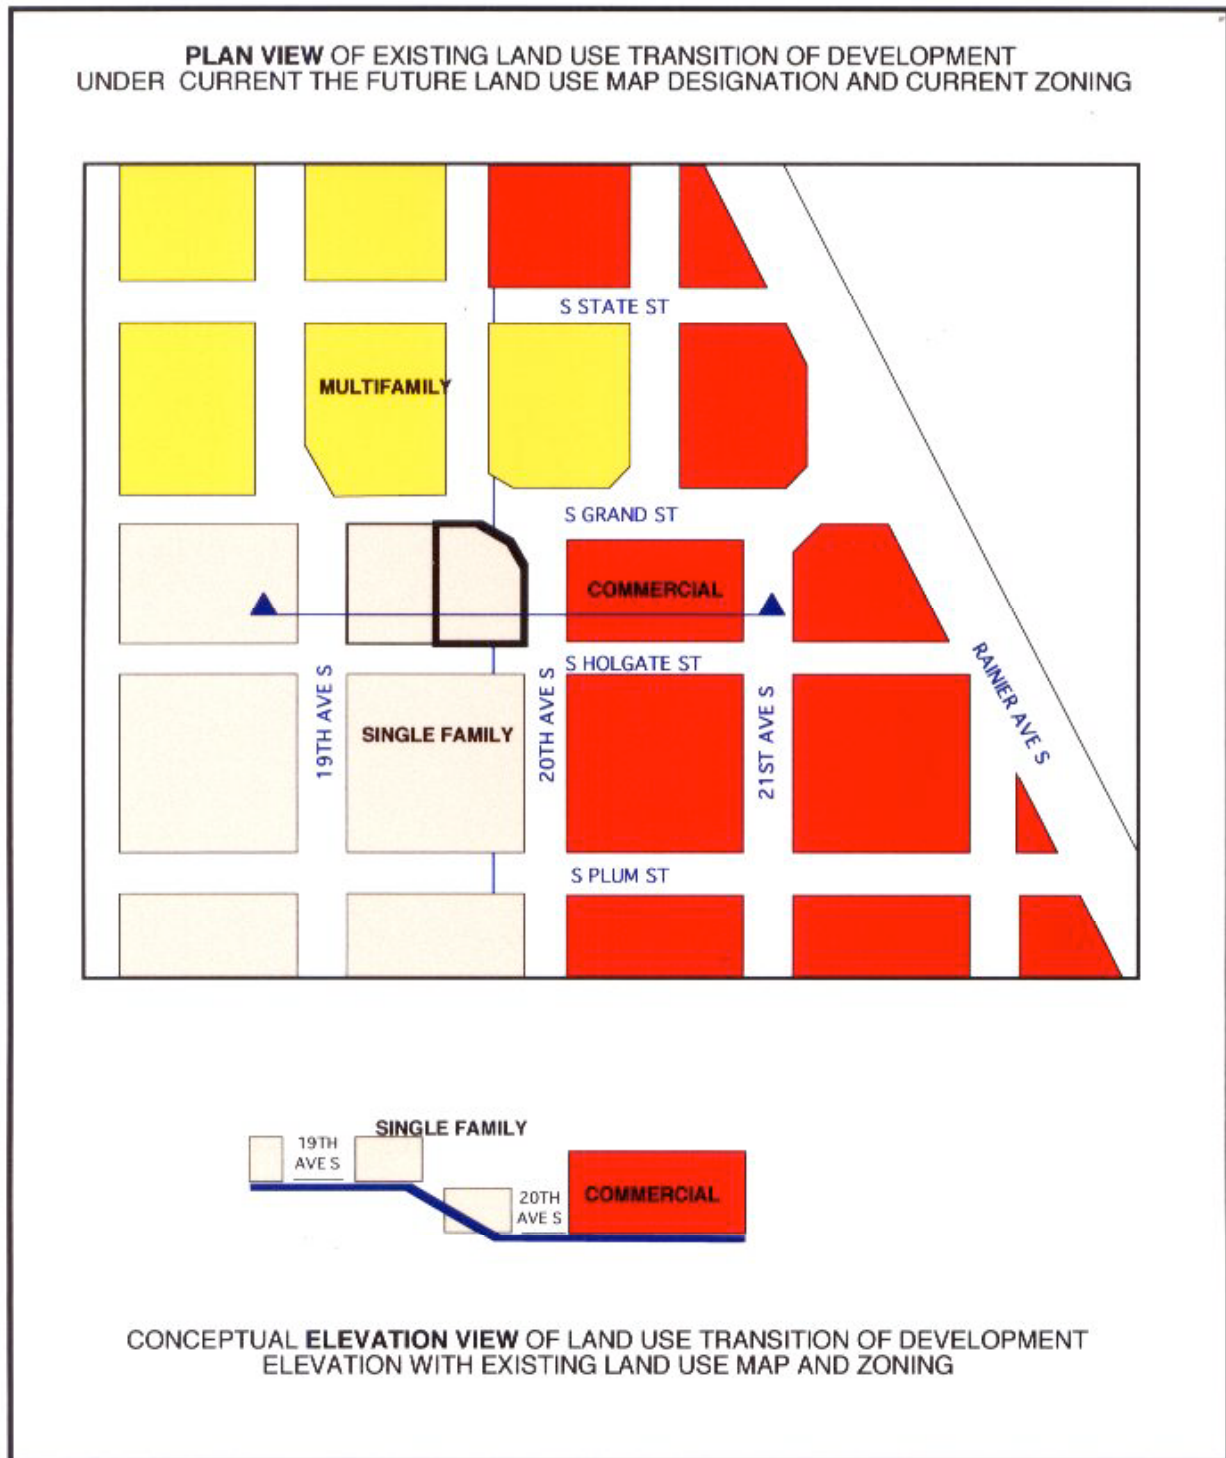 PLAN VIEW OF EXISTING LAND USE TRANSITION OF DEVELOPMENT
UNDER CURRENT THE FUTURE LAND USE MAP DESIGNATION AND CURRENT ZONING
S STATE ST
MULTIFAMILY
S GRAND ST
COMMERCIAL
S HOLGATE ST
19TH AVE S
SINGLE FAMILY
20TH AVE S
21ST AVE S
RAINIER AVE S
S PLUM ST
SINGLE FAMILY
19TH
AVE S
20TH
AVE S
COMMERCIAL
CONCEPTUAL ELEVATION VIEW OF LAND USE TRANSITION OF DEVELOPMENT
ELEVATION WITH EXISTING LAND USE MAP AND ZONING